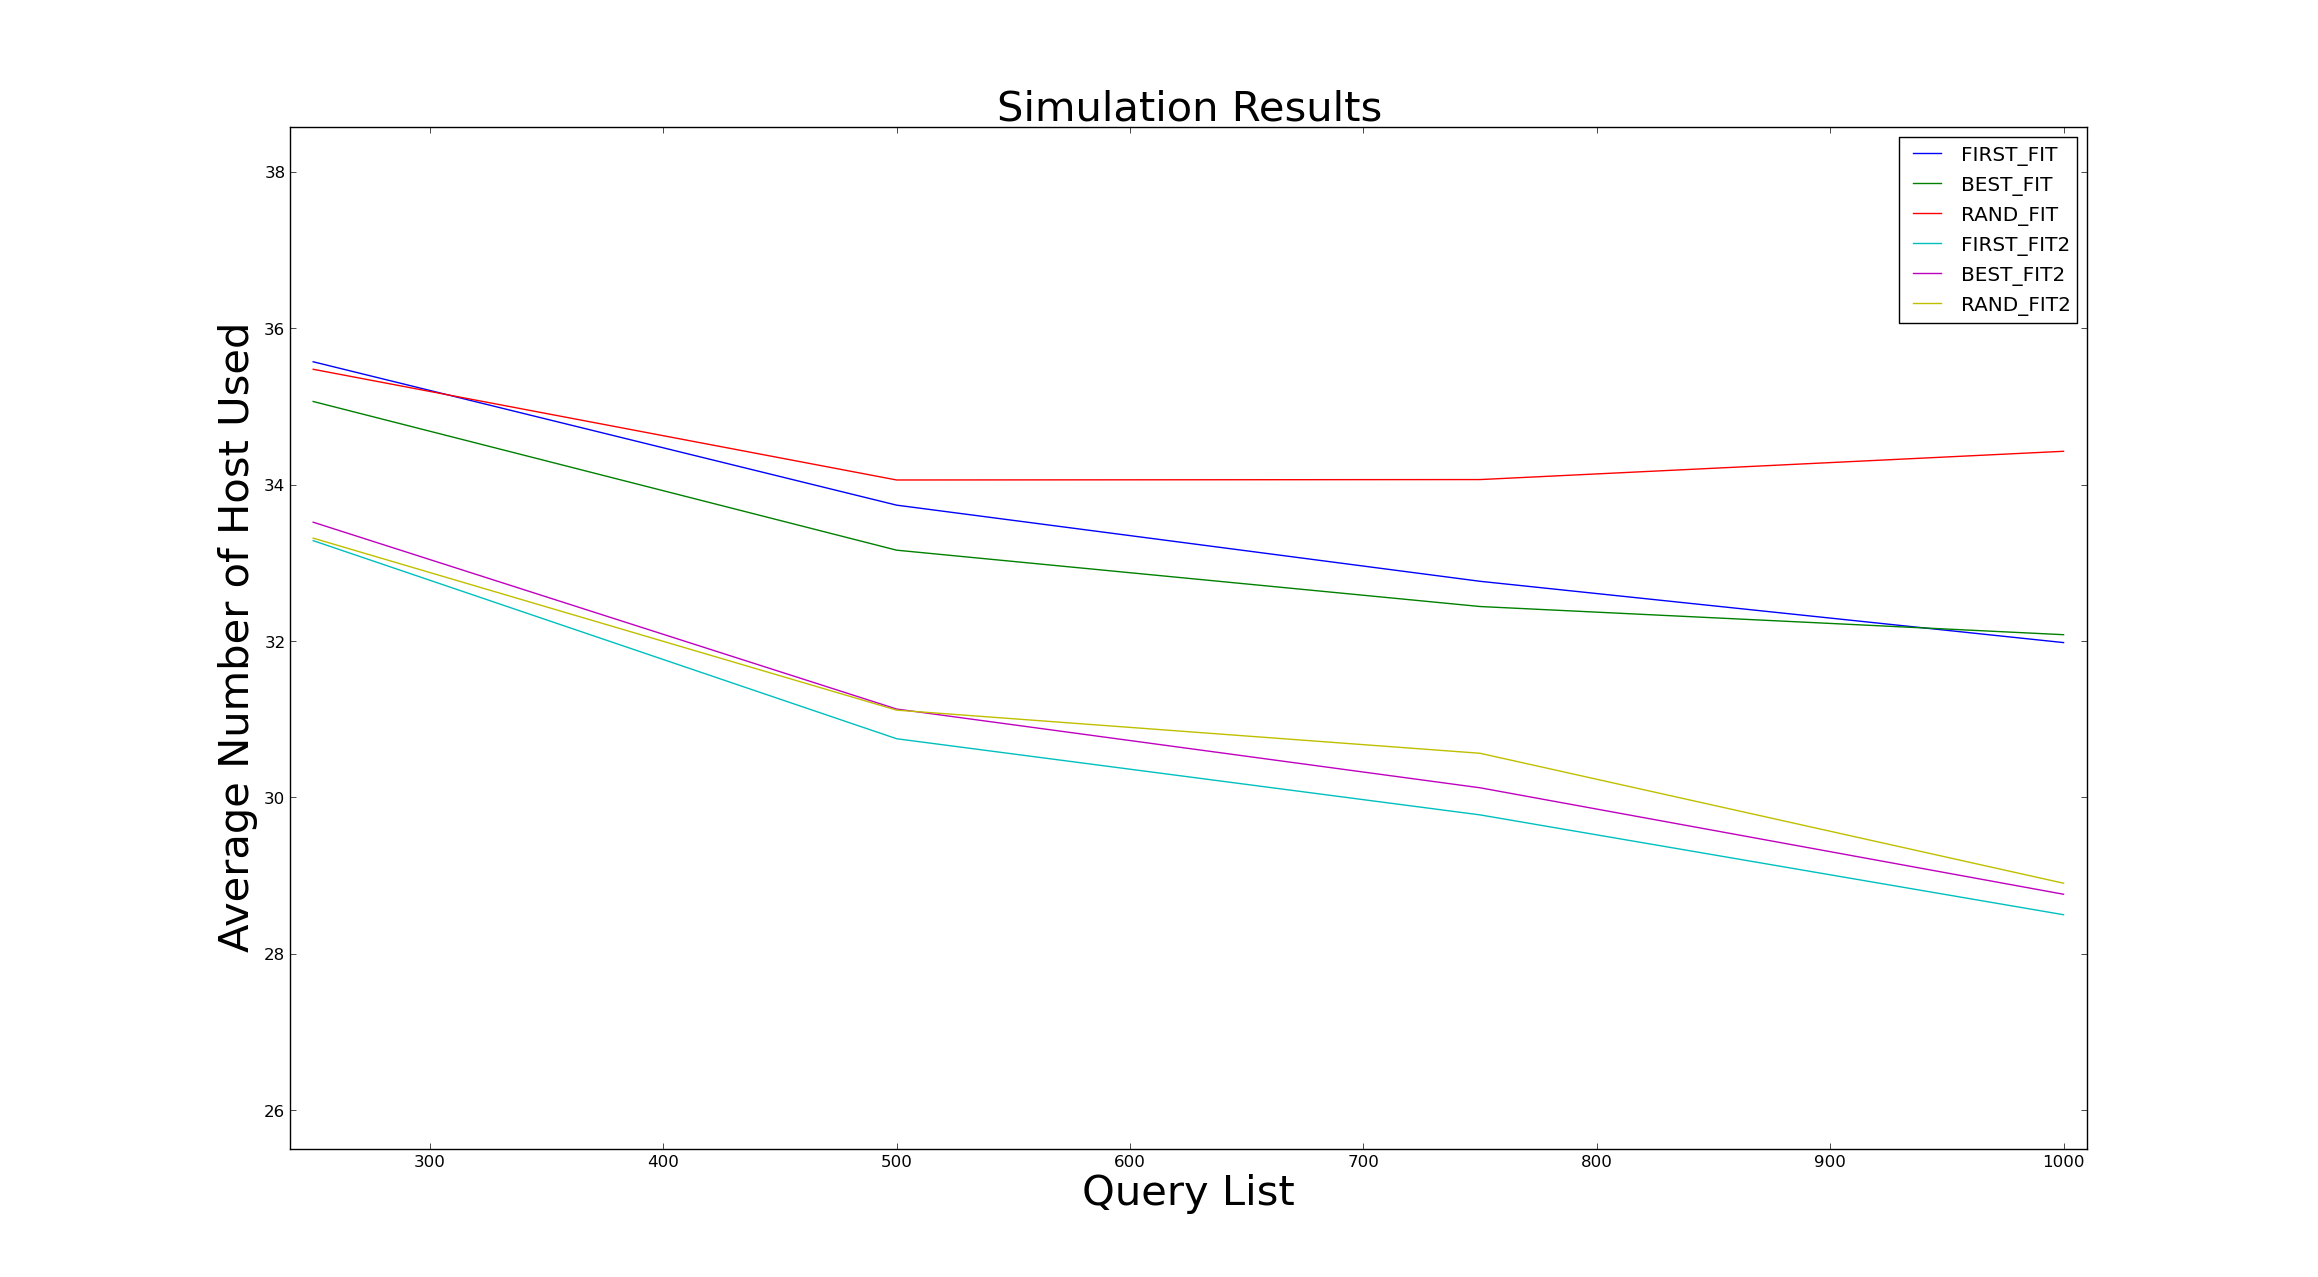 Simulation Results
FIRST_FIT
BEST_FIT
RAND_FIT
FIRST_FIT2
BEST_FIT2
RAND_FIT2
Average Number of Host Used
38
36
34
32
30
28
26
300 400 500 600 700 800 900 1000
Query List